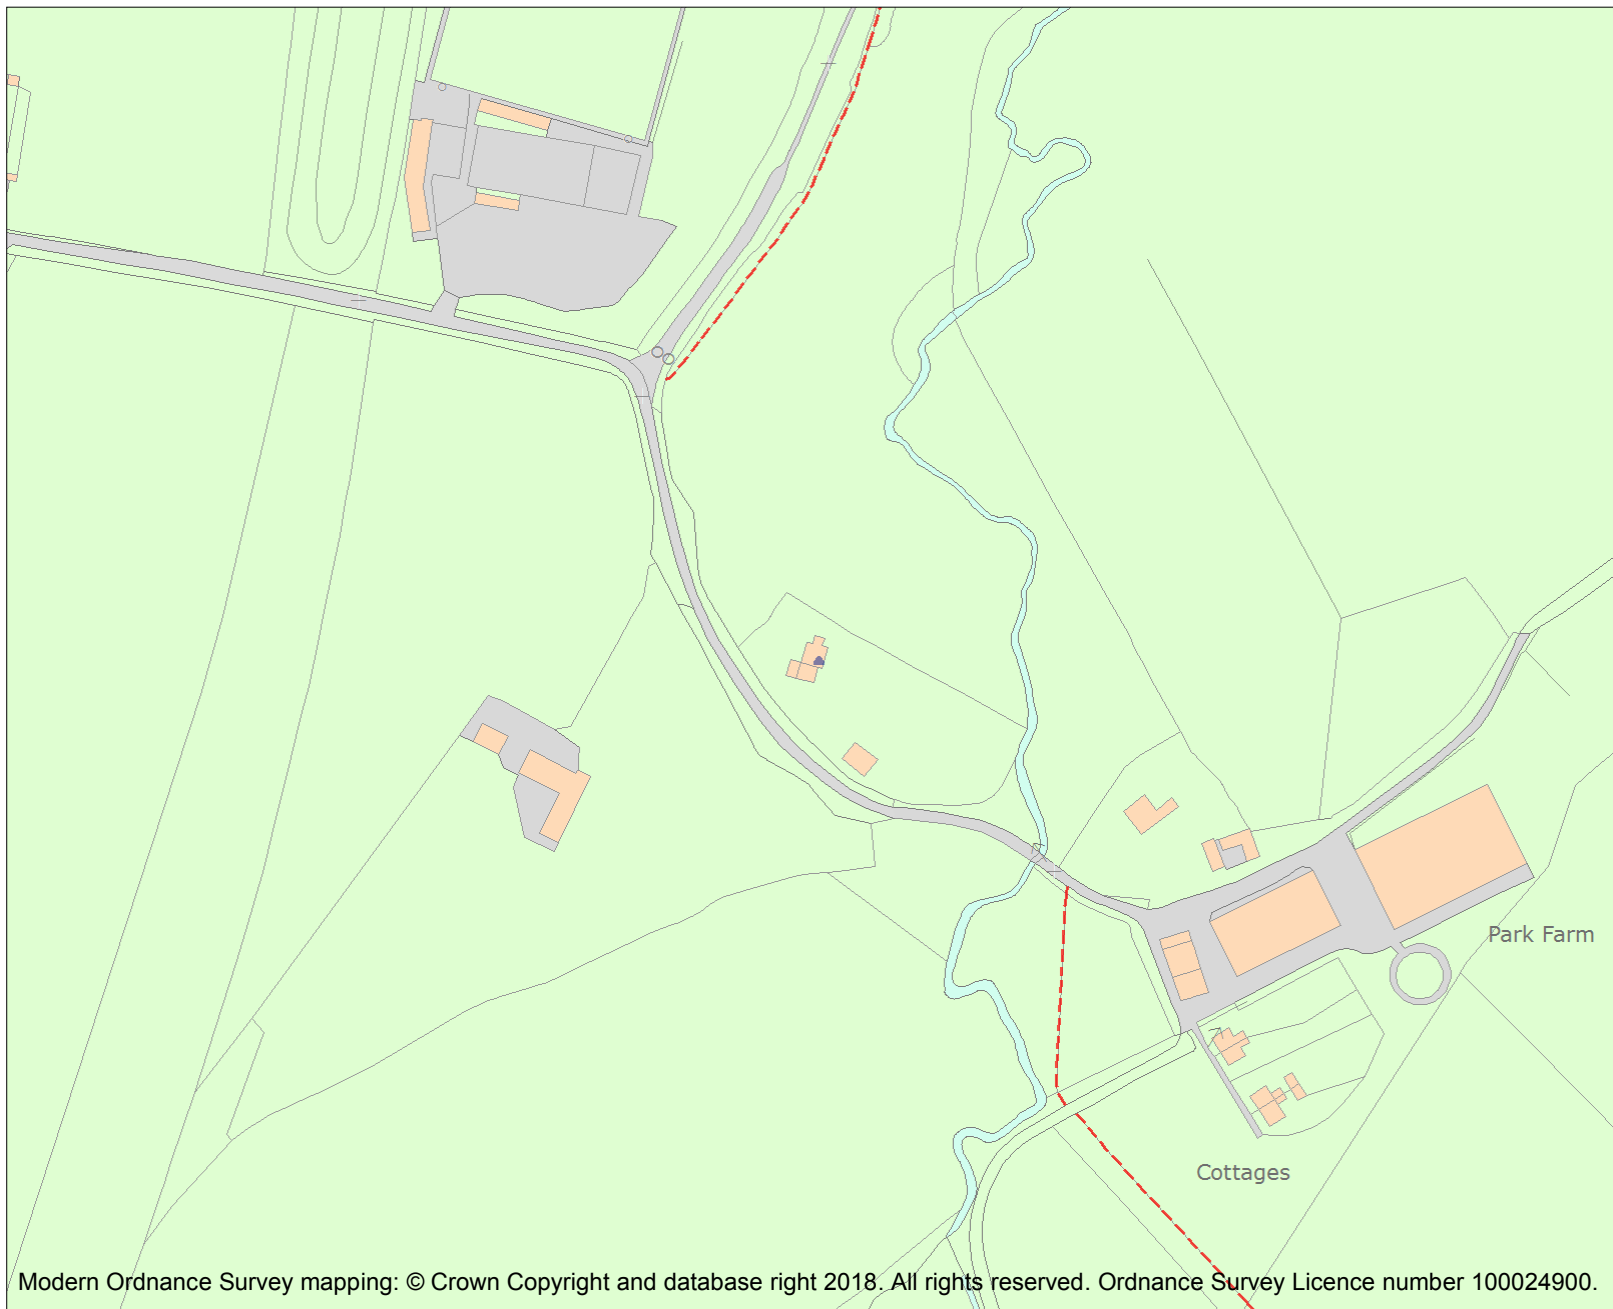 Park Farm
Cottages
Modern Ordnance Survey mapping: © Crown Copyright and database right 2018. All rights reserved. Ordnance Survey Licence number 100024900.